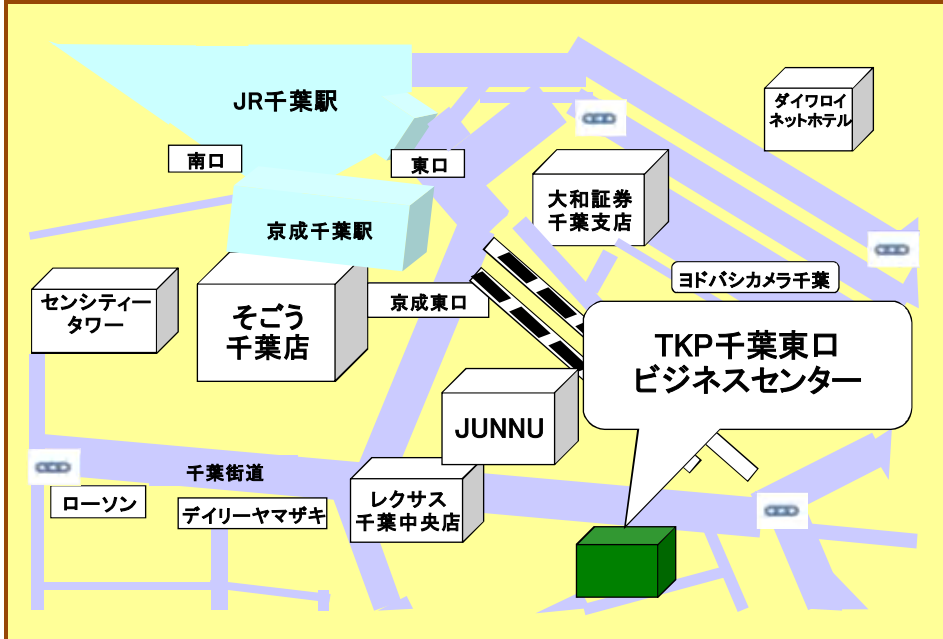 JR千葉駅
ダイワロイ
ネットホテル
南口
東口
大和証券
千葉支店
京成千葉駅
ヨドバシカメラ千葉
センシティー
タワー
そごう
千葉店
京成東口
TKP千葉東口
ビジネスセンター
JUNNU
千葉街道
ローソン
デイリーヤマザキ
レクサス
千葉中央店